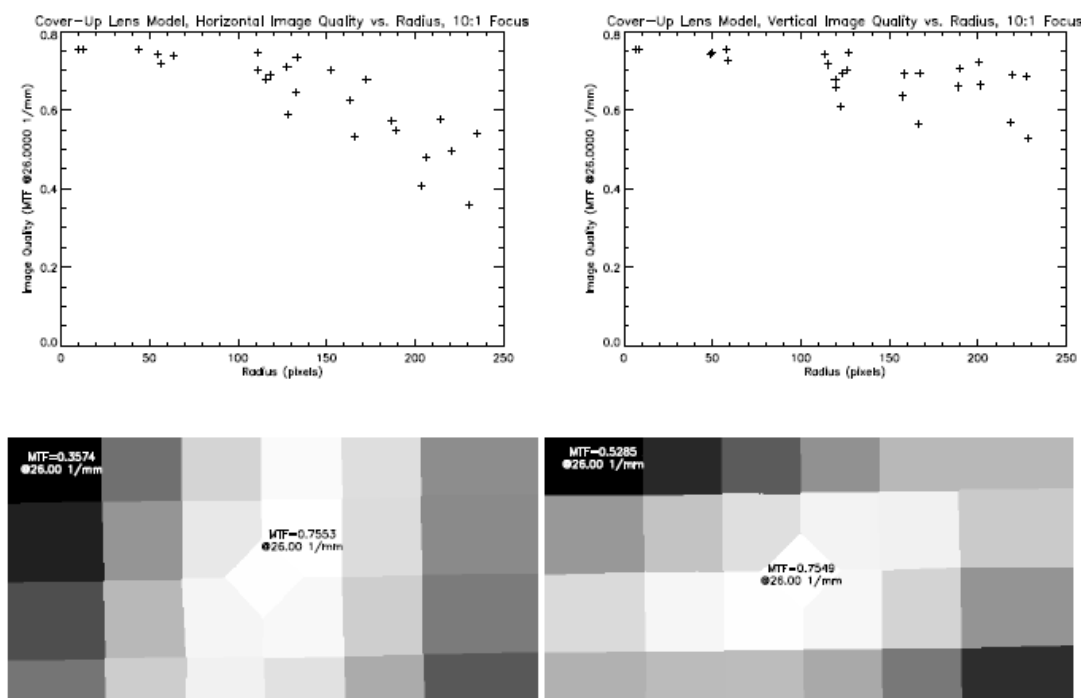 Cover-Up Lens Model, Horizontal Image Quality vs. Radius, 10:1 Focus
Image Quality (MTF @26.0000 1/mm)
0.8
0.6
0.4
0.2
0.0
0 50 100 150 200 250
Radius (pixels)
Cover-Up Lens Model, Vertical Image Quality vs. Radius, 10:1 Focus
Image Quality (MTF @26.0000 1/mm)
0.8
0.6
0.4
0.2
0.0
0 50 100 150 200 250
Radius (pixels)
MTF=0.3574
@26.00 1/mm
MTF=0.7553
@26.00 1/mm
MTF=0.5285
@26.00 1/mm
MTF=0.7549
@26.00 1/mm